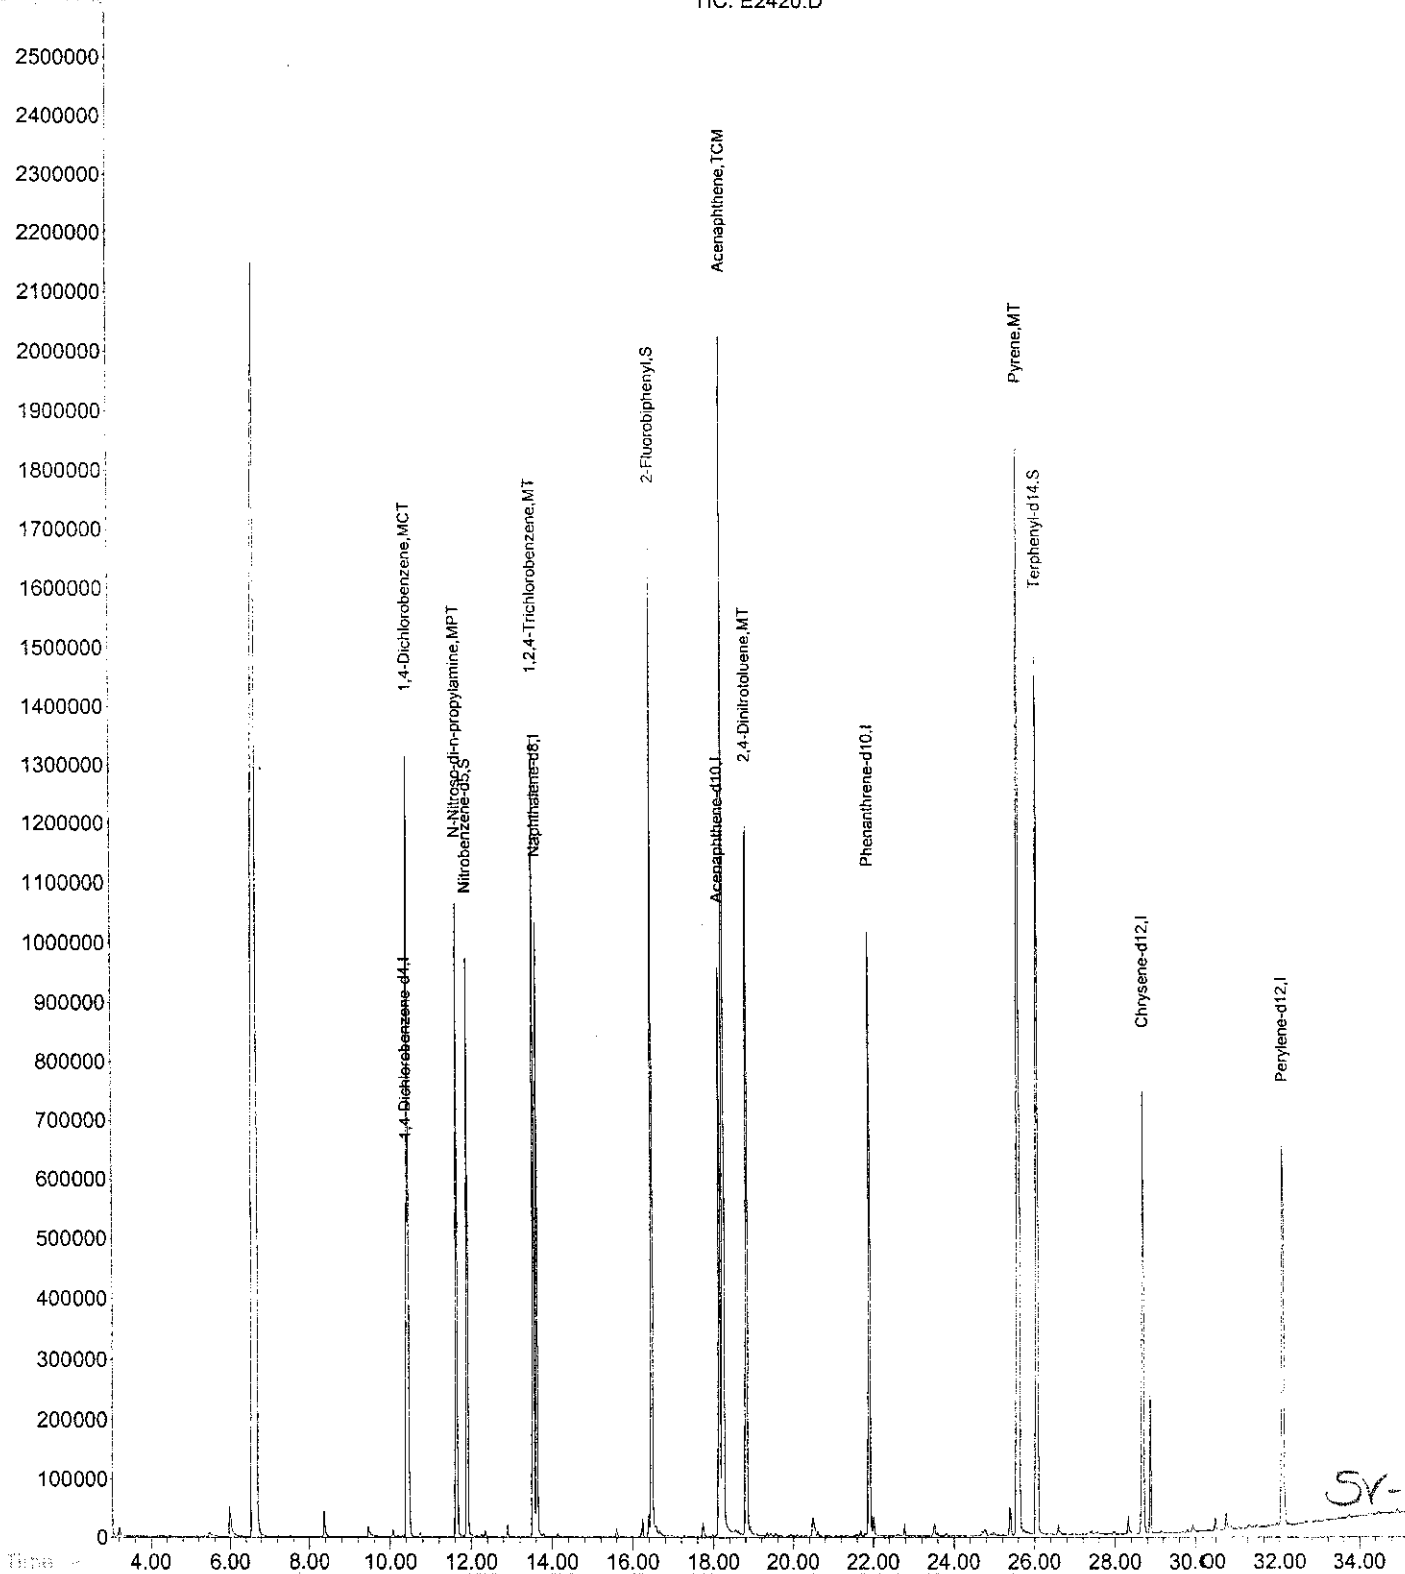 TIC: E2420.D
2500000
2400000
2300000
2200000
2100000
2000000
1900000
1800000
1700000
1600000
1500000
1400000
1300000
1200000
1100000
1000000
900000
800000
700000
600000
500000
400000
300000
200000
100000
0
1,4-Dichlorobenzene,MCT
1,4-Dichlorobenzene-d4,I
N-Nitroso-di-n-propylamine,MPT
Nitrobenzene-d5,S
1,2,4-Trichlorobenzene,MT
Naphthalene-d8,I
2-Fluorobiphenyl,S
Acenaphthene,TCM
Acenaphthene-d10,I
2,4-Dinitrotoluene,MT
Phenanthrene-d10,I
Pyrene,MT
Terphenyl-d14,S
Chrysene-d12,I
Perylene-d12,I
SV-
Time 4.00 6.00 8.00 10.00 12.00 14.00 16.00 18.00 20.00 22.00 24.00 26.00 28.00 30.00 32.00 34.00